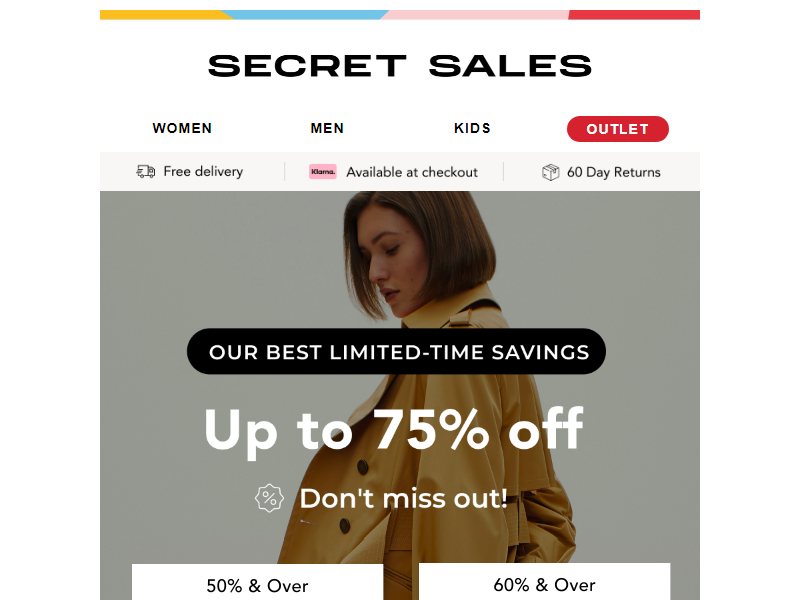 SECRET SALES
WOMEN MEN KIDS OUTLET
Free delivery Klarna. Available at checkout 60 Day Returns
OUR BEST LIMITED-TIME SAVINGS
Up to 75% off
Don't miss out!
50% & Over 60% & Over